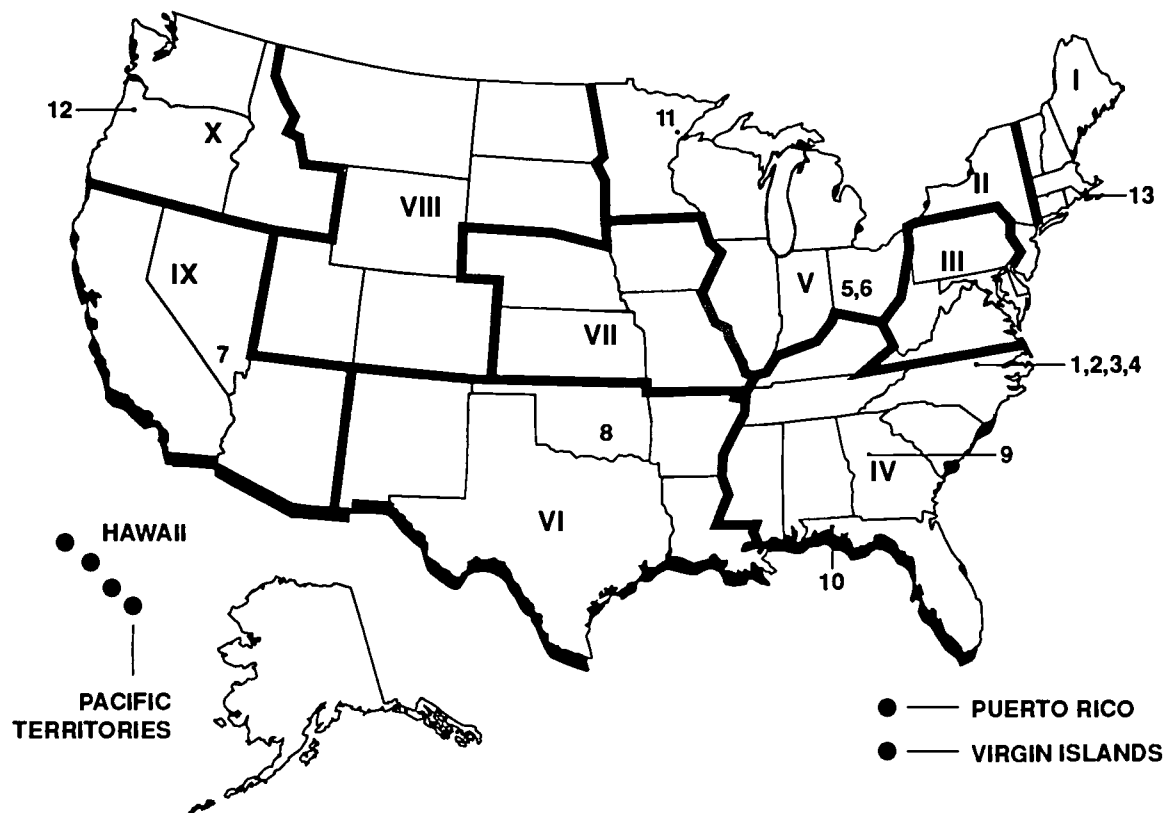 I
12
11
X
II
13
VIII
III
IX
V
5,6
VII
7
1,2,3,4
8
9
IV
VI
HAWAII
10
PACIFIC
TERRITORIES
PUERTO RICO
VIRGIN ISLANDS